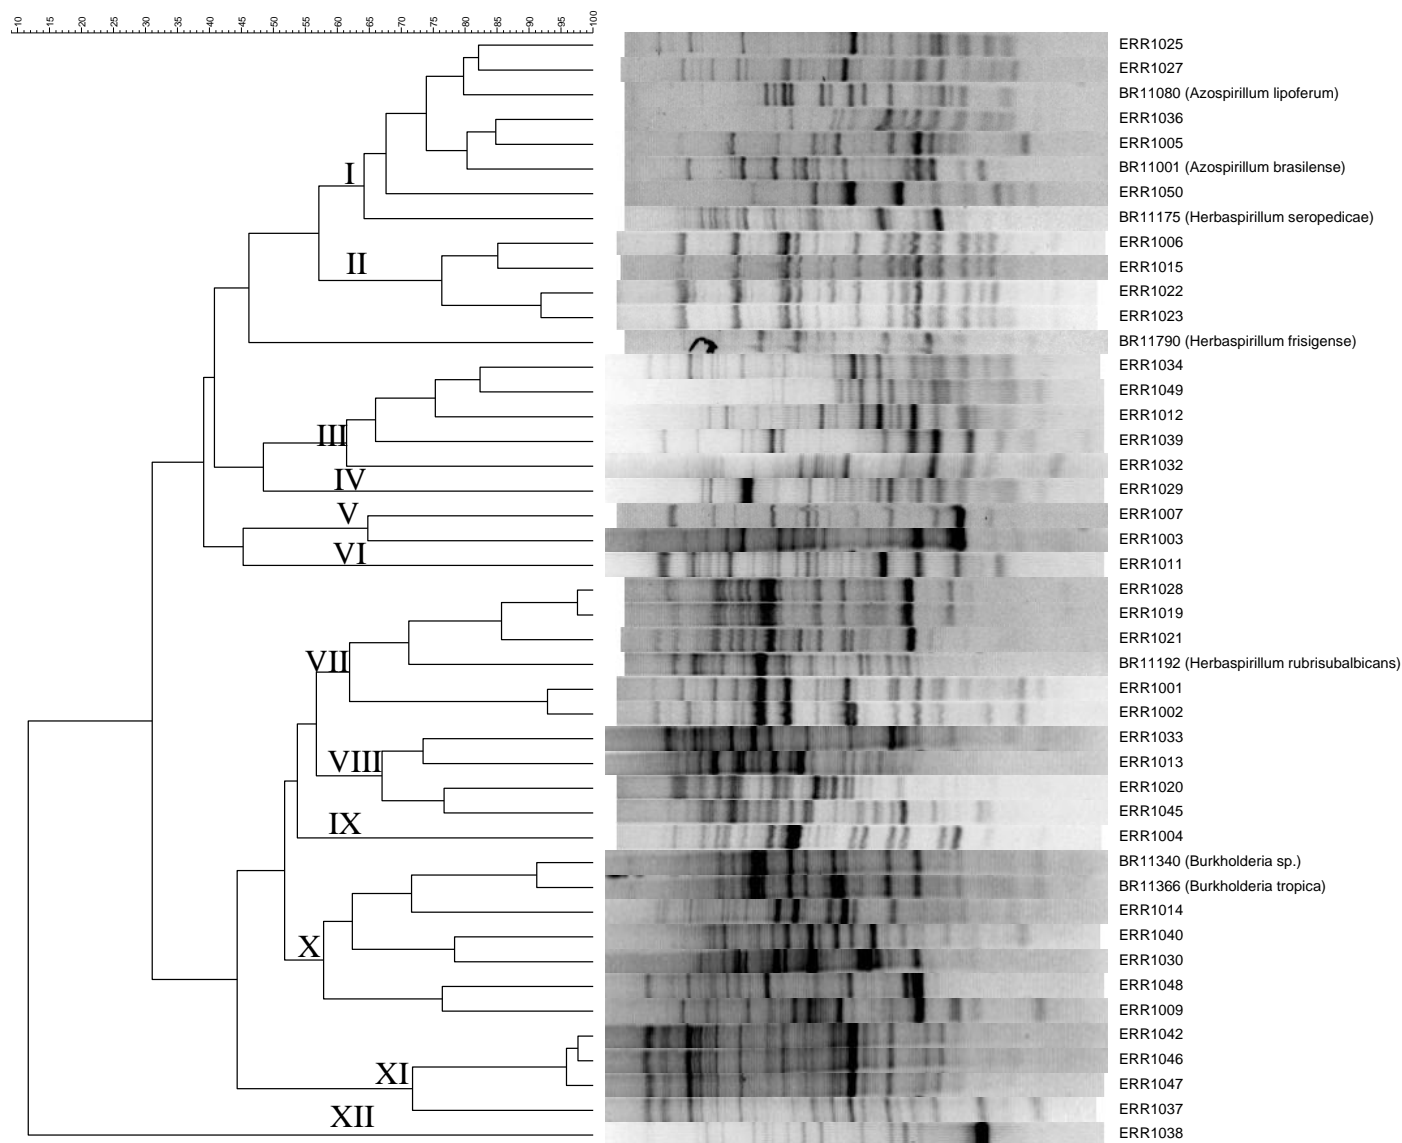 10 15 20 25 30 35 40 45 50 55 60 65 70 75 80 85 90 95 100
ERR1025
ERR1027
BR11080 (Azospirillum lipoferum)
ERR1036
ERR1005
I BR11001 (Azospirillum brasilense)
ERR1050
BR11175 (Herbaspirillum seropedicae)
ERR1006
II ERR1015
ERR1022
ERR1023
BR11790 (Herbaspirillum frisigense)
ERR1034
ERR1049
ERR1012
III ERR1039
ERR1032
IV ERR1029
V ERR1007
ERR1003
VI ERR1011
ERR1028
ERR1019
ERR1021
VII BR11192 (Herbaspirillum rubrisubalbicans)
ERR1001
ERR1002
ERR1033
VIII ERR1013
ERR1020
ERR1045
IX ERR1004
BR11340 (Burkholderia sp.)
BR11366 (Burkholderia tropica)
ERR1014
X ERR1040
ERR1030
ERR1048
ERR1009
ERR1042
ERR1046
XI ERR1047
XII ERR1037
ERR1038